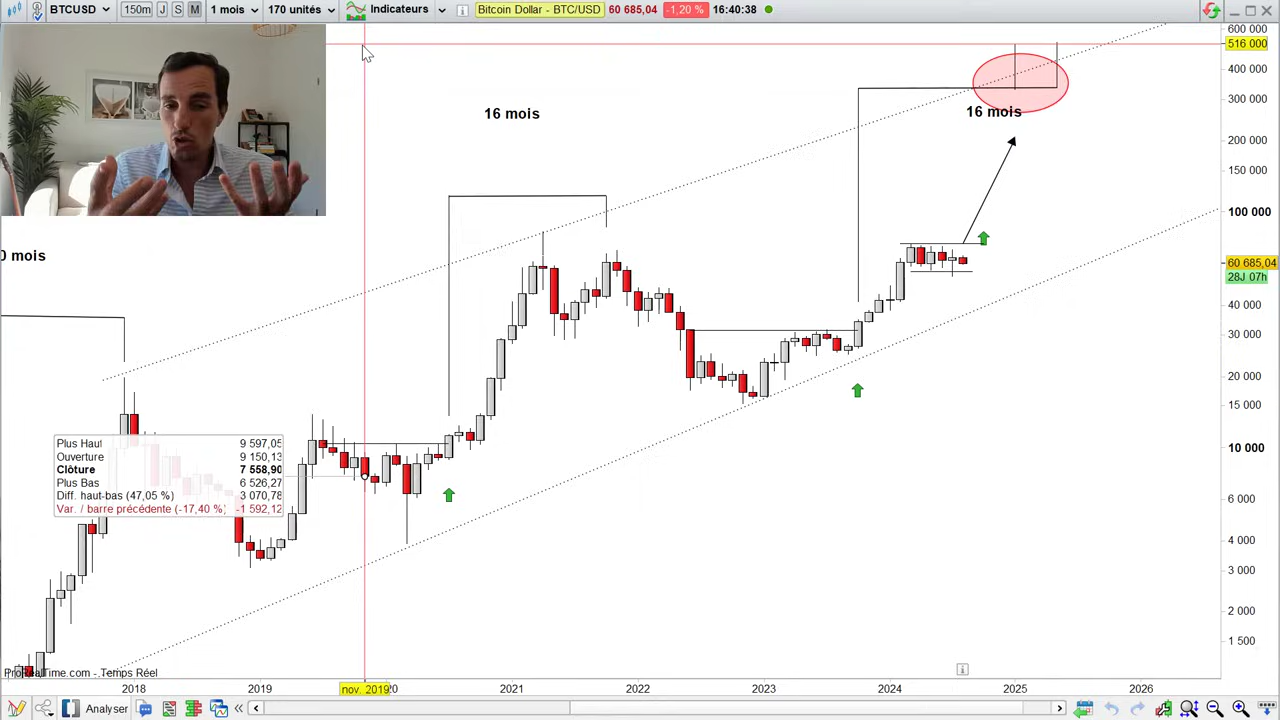 BTCUSD 150m J S M 1 mois 170 unités Indicateurs Bitcoin Dollar - BTC/USD 60 685,04 -1,20 % 16:40:38
600 000
516 000
400 000
300 000
200 000
150 000
100 000
60 685,04
28J 07h
40 000
30 000
20 000
15 000
10 000
6 000
4 000
3 000
2 000
1 500
16 mois
16 mois
0 mois
Plus Haut 9 597,05
Ouverture 9 150,13
Clôture 7 558,90
Plus Bas 6 526,27
Diff. haut-bas (47,05 %) 3 070,78
Var. / barre précédente (-17,40 %) -1 592,12
ProRealTime.com - Temps Réel
2018 2019 nov. 2019 20 2021 2022 2023 2024 2025 2026
Analyser